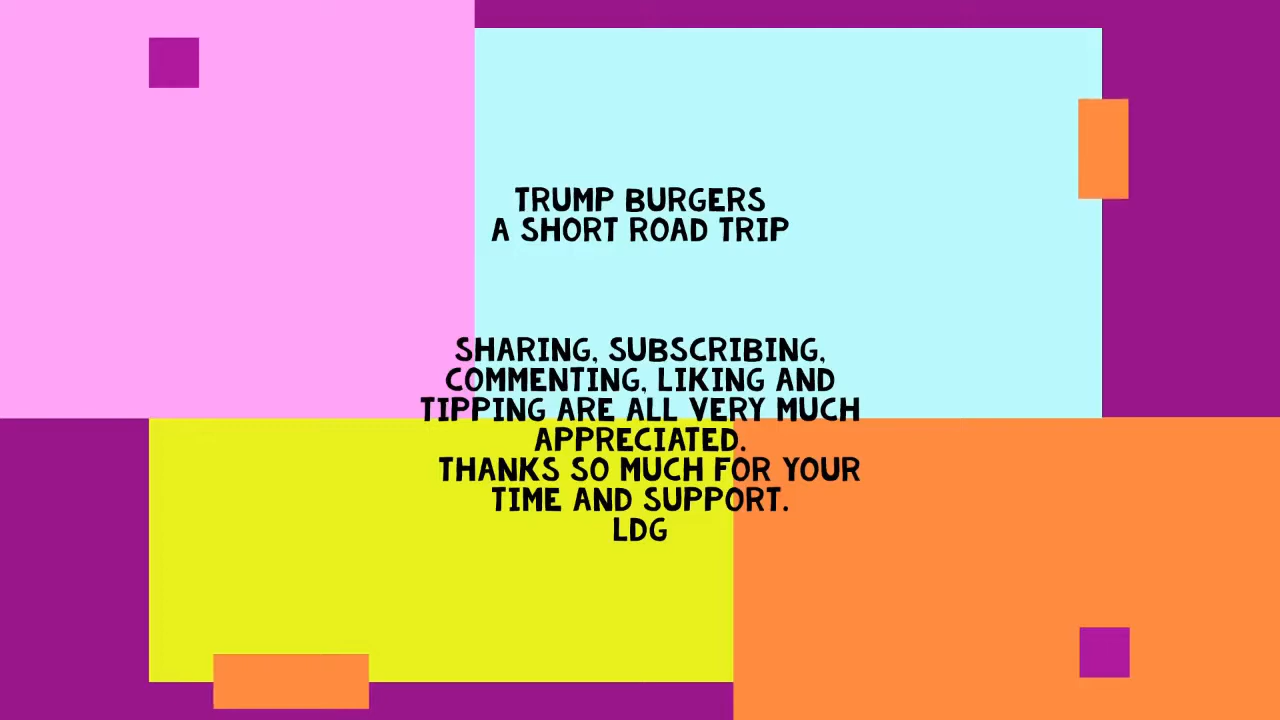 TRUMP BURGERS
A SHORT ROAD TRIP
SHARING, SUBSCRIBING,
COMMENTING, LIKING AND
TIPPING ARE ALL VERY MUCH
APPRECIATED.
THANKS SO MUCH FOR YOUR
TIME AND SUPPORT.
LDG